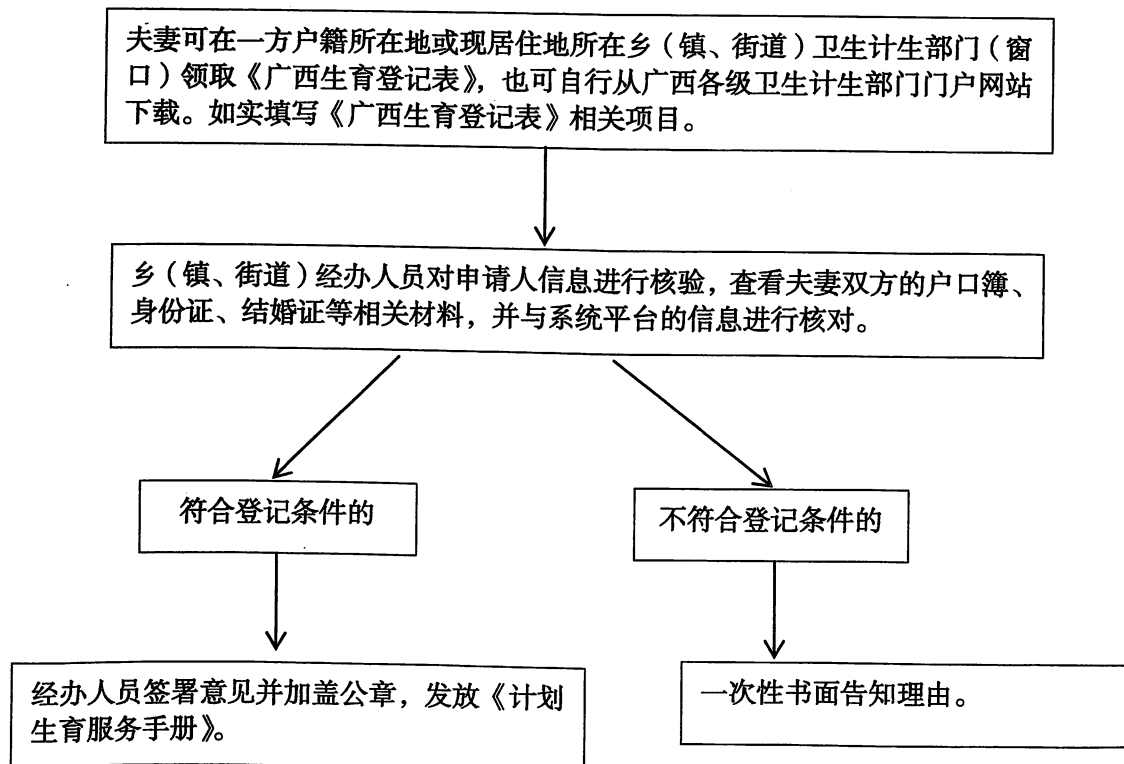 夫妻可在一方户籍所在地或现居住地所在乡（镇、街道）卫生计生部门（窗
口）领取《广西生育登记表》，也可自行从广西各级卫生计生部门门户网站
下载。如实填写《广西生育登记表》相关项目。
乡（镇、街道）经办人员对申请人信息进行核验，查看夫妻双方的户口簿、
身份证、结婚证等相关材料，并与系统平台的信息进行核对。
符合登记条件的
不符合登记条件的
经办人员签署意见并加盖公章，发放《计划
生育服务手册》。
一次性书面告知理由。